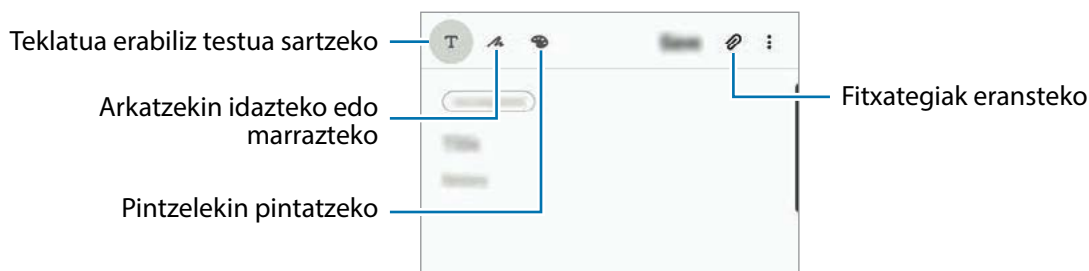 Teklatua erabiliz testua sartzeko
T
Arkatzekin idazteko edo
marrazteko
Fitxategiak eransteko
Pintzelekin pintatzeko